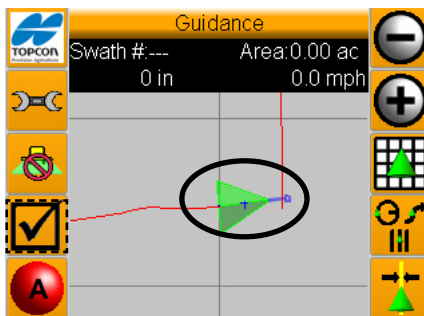 Guidance
TOPCON
Precision Agriculture
Swath #:---
Area:0.00 ac
0 in
0.0 mph
A